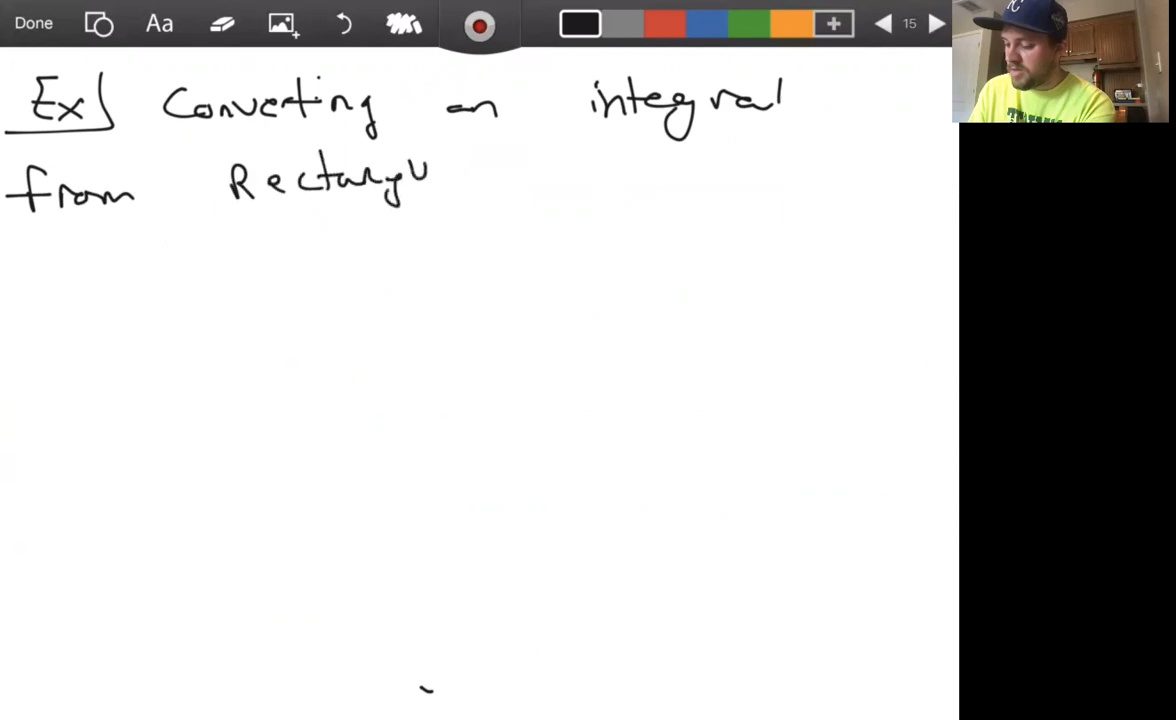 Done Aa 15
Ex) Converting an integral
from Rectangu